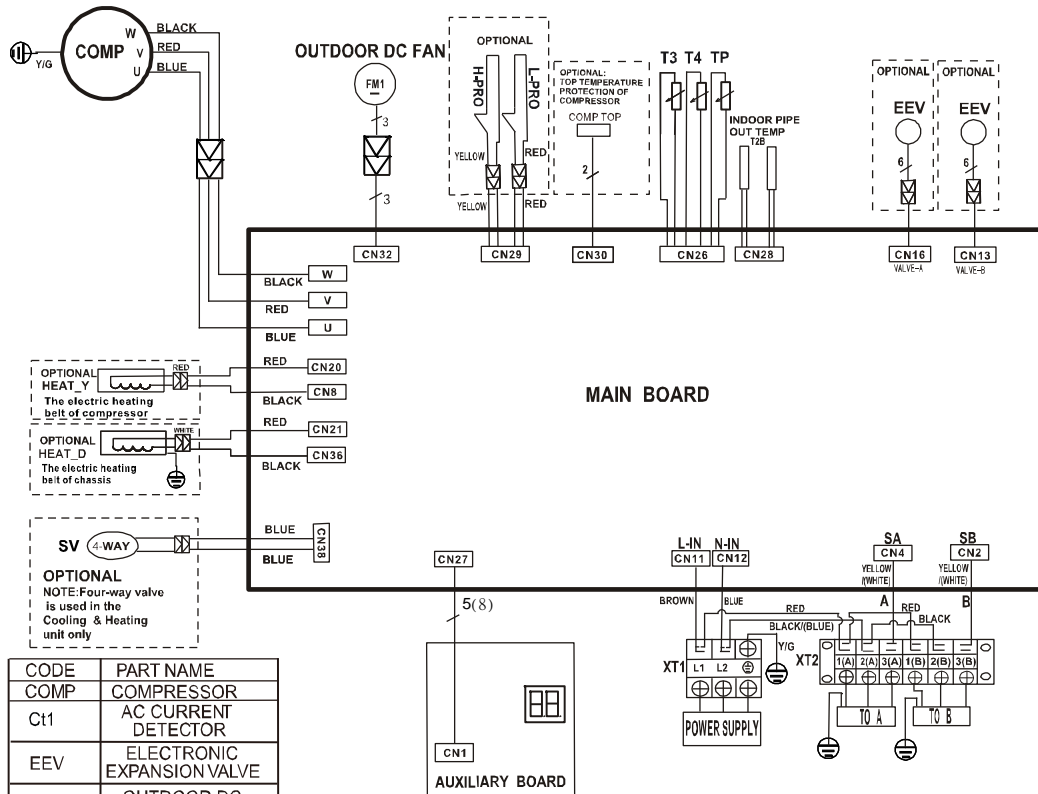 COMP
W
V
U
Y/G
BLACK
RED
BLUE
OUTDOOR DC FAN
FM1
3
3
OPTIONAL
H-PRO
L-PRO
YELLOW
RED
YELLOW
RED
OPTIONAL:
TOP TEMPERATURE
PROTECTION OF
COMPRESSOR
COMP TOP
2
T3 T4 TP
INDOOR PIPE
OUT TEMP
T2B
OPTIONAL
EEV
6
OPTIONAL
EEV
6
CN32
CN29
CN30
CN26
CN28
CN16
VALVE-A
CN13
VALVE-B
BLACK
W
RED
V
BLUE
U
OPTIONAL
HEAT_Y
The electric heating
belt of compressor
RED
RED
CN20
BLACK
CN8
OPTIONAL
HEAT_D
The electric heating
belt of chassis
WHITE
RED
CN21
BLACK
CN36
MAIN BOARD
SV
4-WAY
OPTIONAL
NOTE:Four-way valve
is used in the
Cooling & Heating
unit only
BLUE
BLUE
CN38
CN27
5(8)
L-IN N-IN
CN11 CN12
BROWN
BLUE
SA
CN4
YELLOW
/(WHITE)
A
SB
CN2
YELLOW
/(WHITE)
B
RED
BLACK/(BLUE)
RED
BLACK
Y/G
XT1
L1 L2
POWER SUPPLY
XT2
1(A) 2(A) 3(A) 1(B) 2(B) 3(B)
TO A
TO B
CN1
AUXILIARY BOARD
CODE PART NAME
COMP COMPRESSOR
Ct1 AC CURRENT
DETECTOR
EEV ELECTRONIC
EXPANSION VALVE
OUTDOOR DC